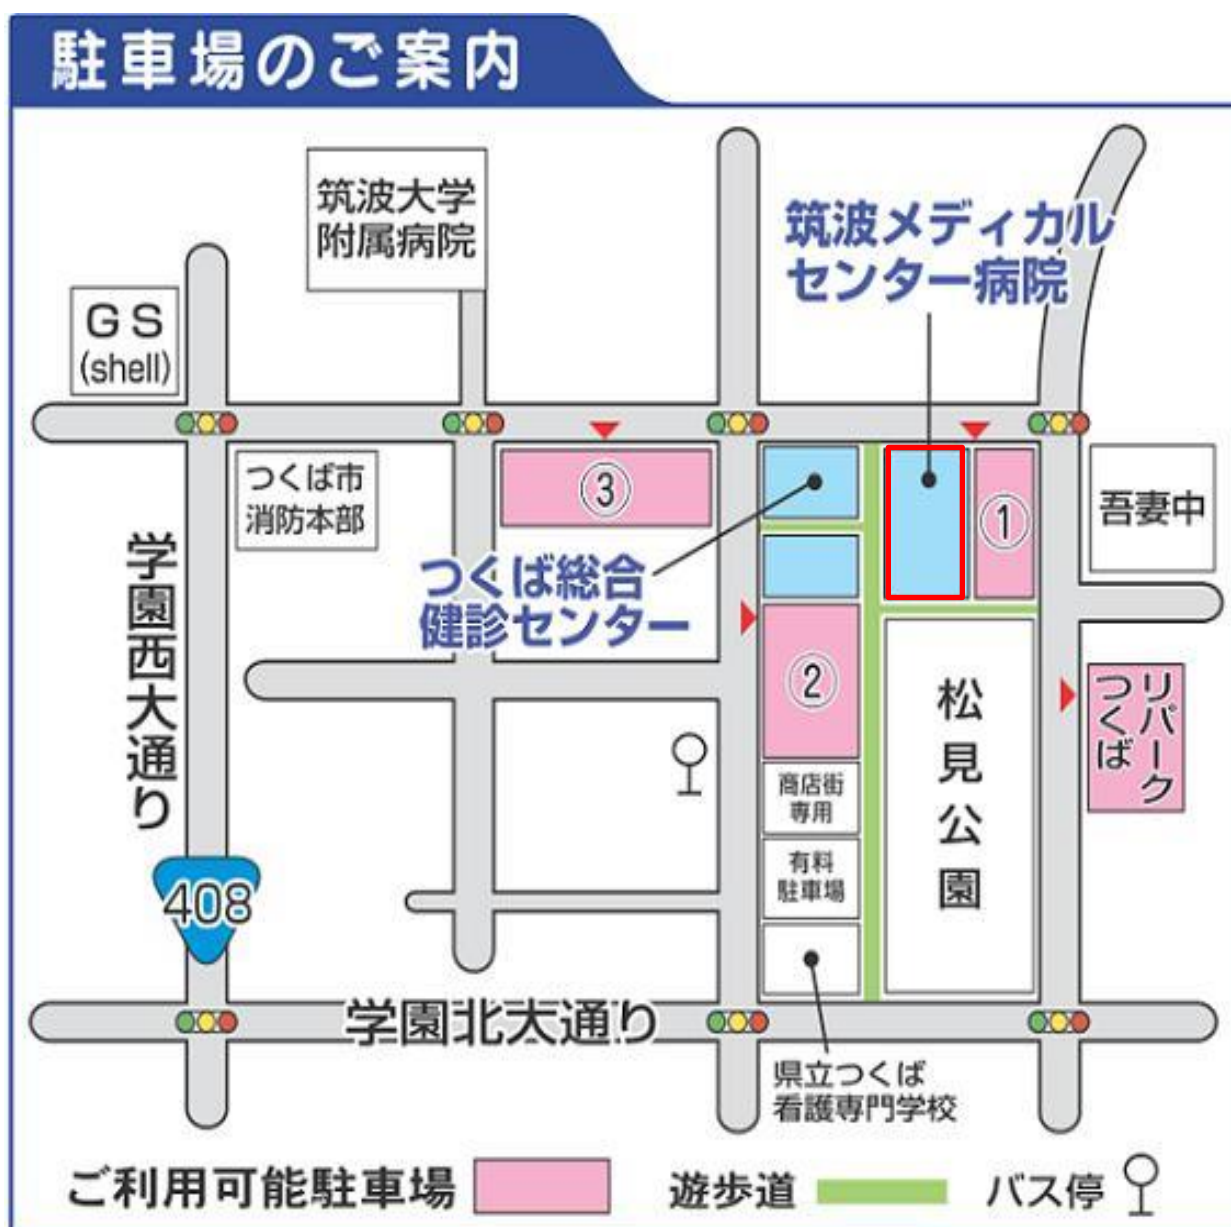 駐車場のご案内
筑波大学
附属病院
筑波メディカル
センター病院
GS
(shell)
つくば市
消防本部
③
①
吾妻中
つくば総合
健診センター
学園西大通り
②
松見公園
リパーク
つくば
商店街
専用
有料
駐車場
408
学園北大通り
県立つくば
看護専門学校
ご利用可能駐車場
遊歩道
バス停